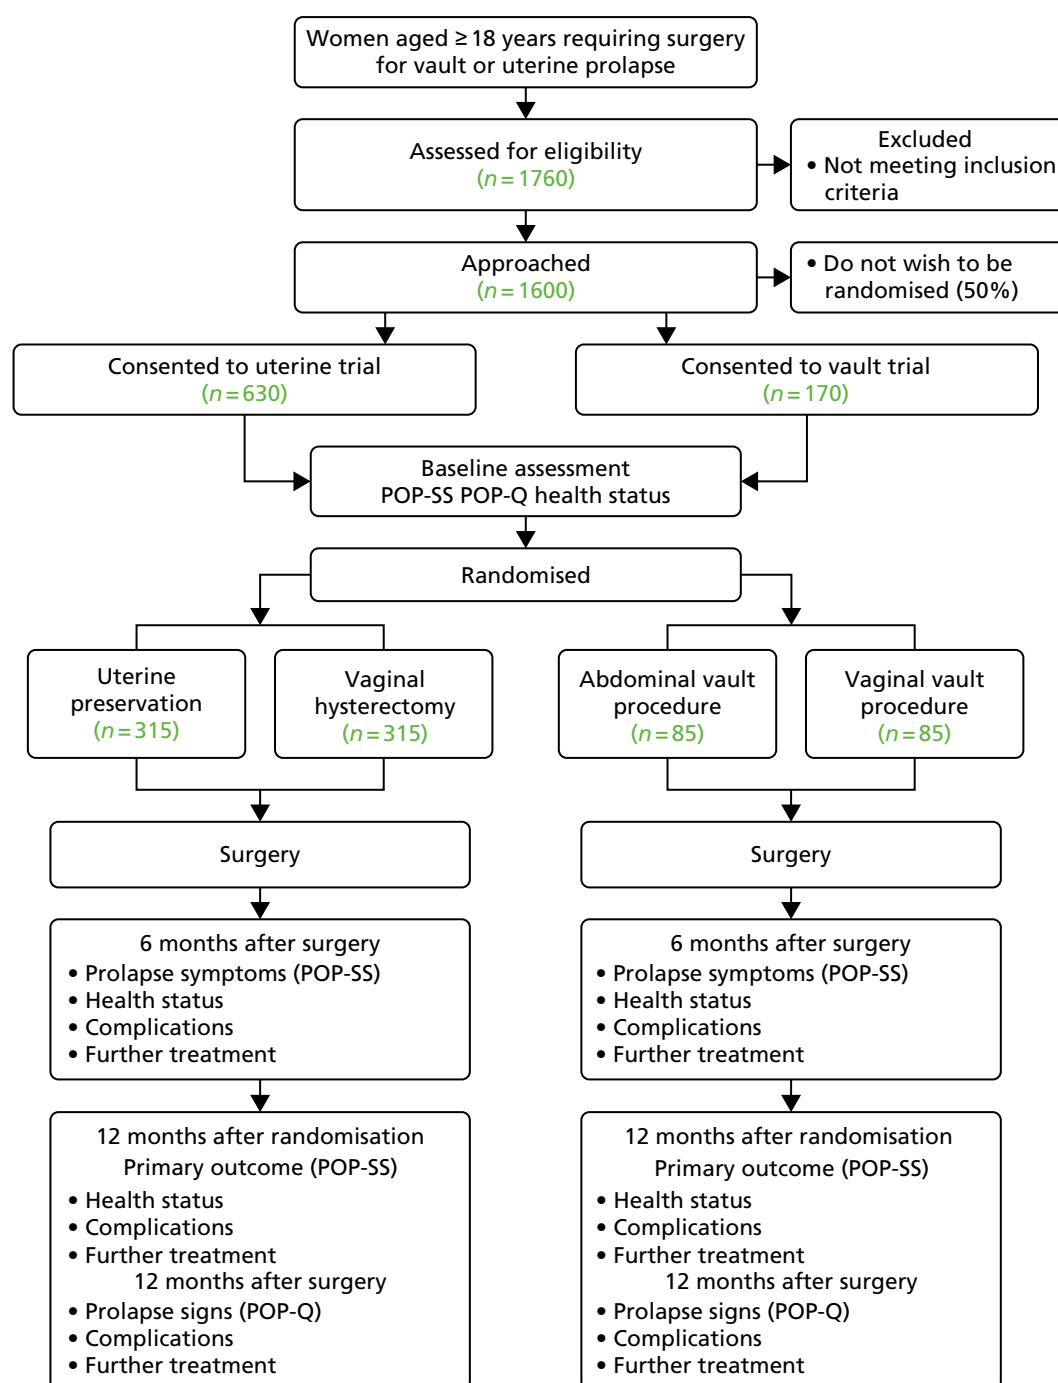 Women aged ≥ 18 years requiring surgery
for vault or uterine prolapse
Assessed for eligibility
(n = 1760)
Excluded
• Not meeting inclusion
criteria
Approached
(n = 1600)
• Do not wish to be
randomised (50%)
Consented to uterine trial
(n = 630)
Consented to vault trial
(n = 170)
Baseline assessment
POP-SS POP-Q health status
Randomised
Uterine
preservation
(n = 315)
Vaginal
hysterectomy
(n = 315)
Abdominal vault
procedure
(n = 85)
Vaginal vault
procedure
(n = 85)
Surgery
Surgery
6 months after surgery
• Prolapse symptoms (POP-SS)
• Health status
• Complications
• Further treatment
6 months after surgery
• Prolapse symptoms (POP-SS)
• Health status
• Complications
• Further treatment
12 months after randomisation
Primary outcome (POP-SS)
• Health status
• Complications
• Further treatment
12 months after surgery
• Prolapse signs (POP-Q)
• Complications
• Further treatment
12 months after randomisation
Primary outcome (POP-SS)
• Health status
• Complications
• Further treatment
12 months after surgery
• Prolapse signs (POP-Q)
• Complications
• Further treatment